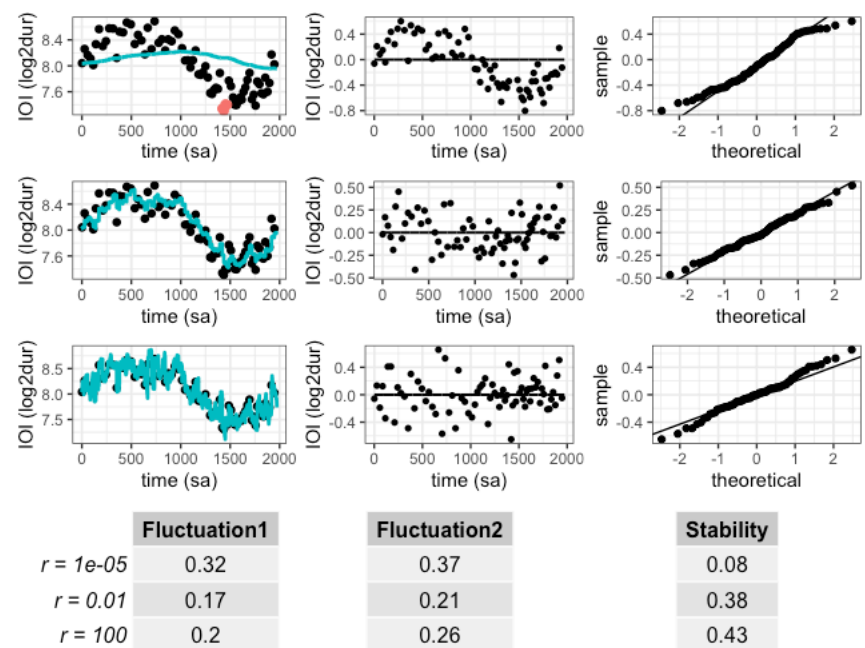 IOI (log2dur)
8.4
8.0
7.6
0 500 1000 1500 2000
time (sa)
IOI (log2dur)
0.4
0.0
-0.4
-0.8
0 500 1000 1500 2000
time (sa)
sample
0.4
0.0
-0.4
-0.8
-2 -1 0 1 2
theoretical
IOI (log2dur)
8.4
8.0
7.6
0 500 1000 1500 2000
time (sa)
IOI (log2dur)
0.50
0.25
0.00
-0.25
-0.50
0 500 1000 1500 2000
time (sa)
sample
0.50
0.25
0.00
-0.25
-0.50
-2 -1 0 1 2
theoretical
IOI (log2dur)
8.5
8.0
7.5
0 500 1000 1500 2000
time (sa)
IOI (log2dur)
0.4
0.0
-0.4
0 500 1000 1500 2000
time (sa)
sample
0.4
0.0
-0.4
-2 -1 0 1 2
theoretical
Fluctuation1 Fluctuation2 Stability
r = 1e-05 0.32 0.37 0.08
r = 0.01 0.17 0.21 0.38
r = 100 0.2 0.26 0.43